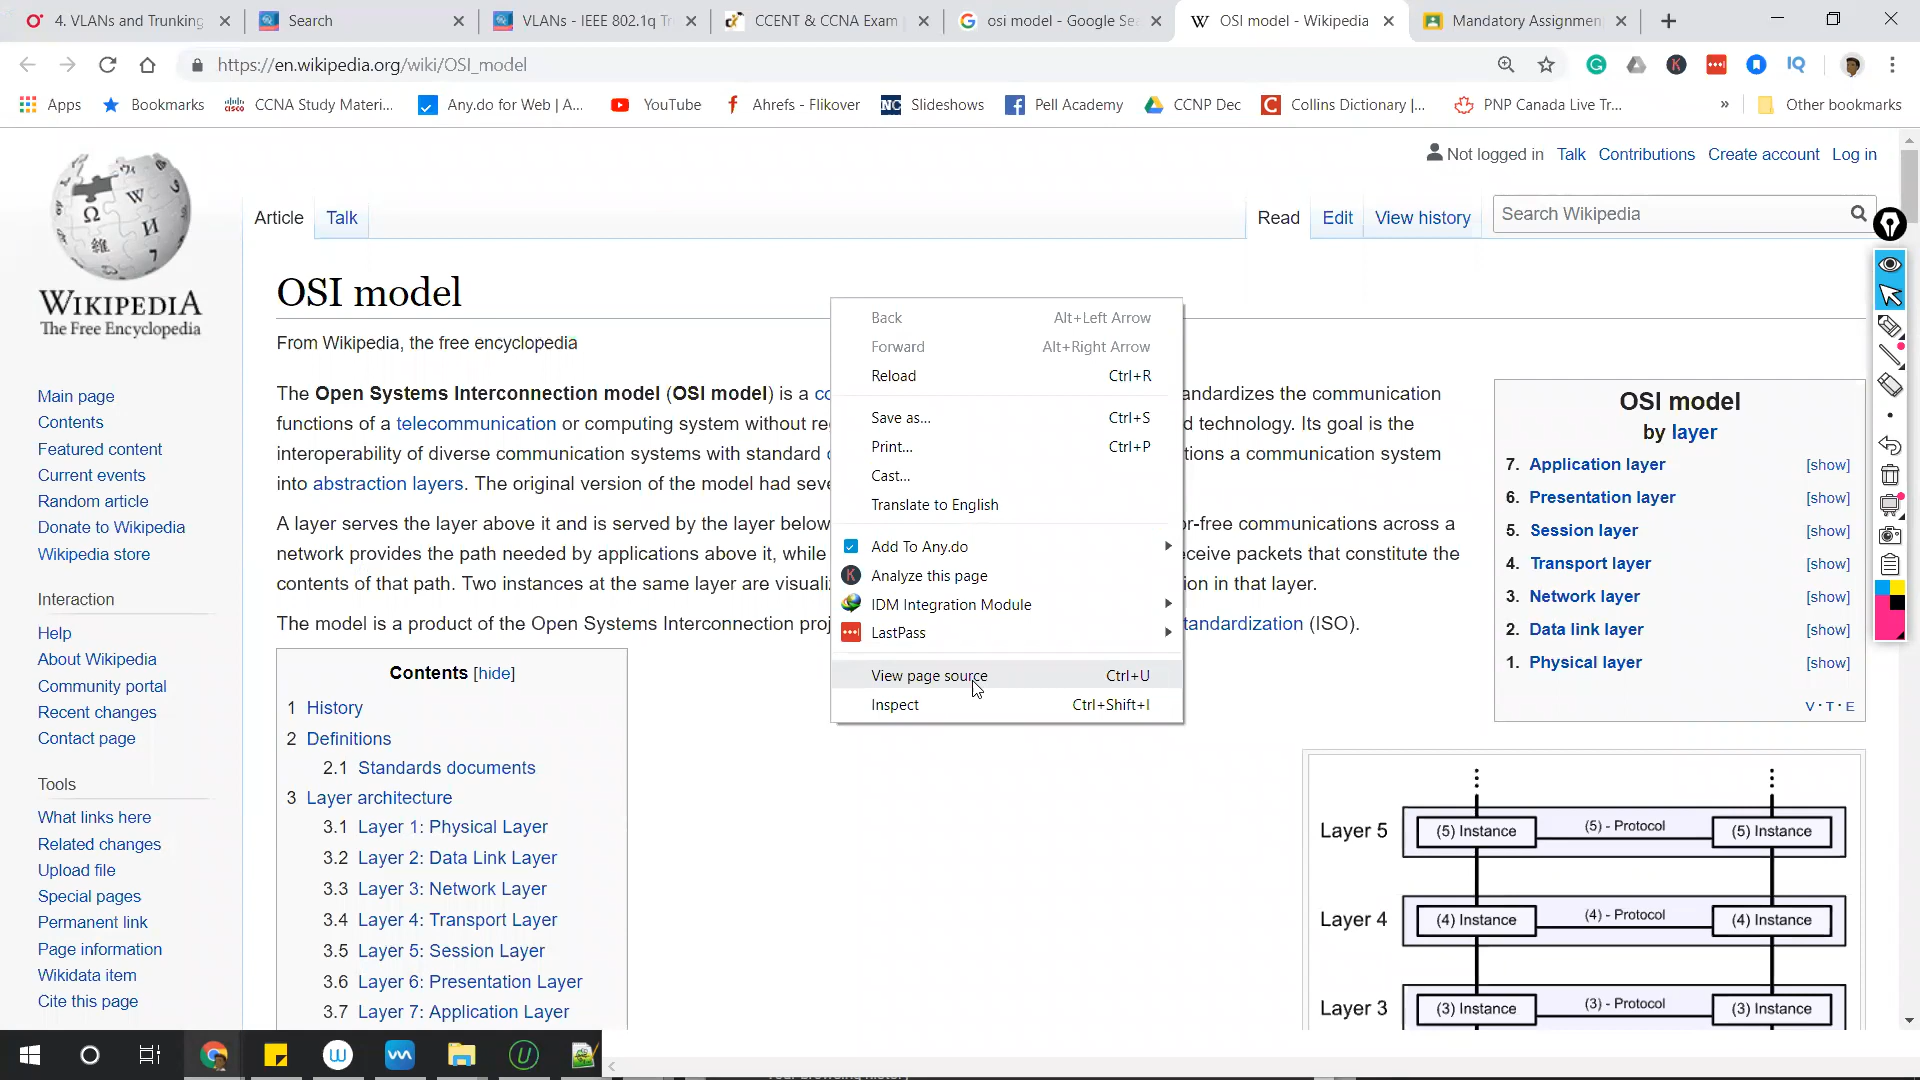 4. VLANs and Trunking
Search
VLANs - IEEE 802.1q Tr
CCENT & CCNA Exam
osi model - Google Sea
OSI model - Wikipedia
Mandatory Assignmen
https://en.wikipedia.org/wiki/OSI_model
Apps
Bookmarks
CCNA Study Materi...
Any.do for Web | A...
YouTube
Ahrefs - Flikover
Slideshows
Pell Academy
CCNP Dec
Collins Dictionary |...
PNP Canada Live Tr...
»
Other bookmarks
Not logged in Talk Contributions Create account Log in
Article Talk
Read Edit View history
Search Wikipedia
WIKIPEDIA
The Free Encyclopedia
OSI model
From Wikipedia, the free encyclopedia
The Open Systems Interconnection model (OSI model) is a co
andardizes the communication
functions of a telecommunication or computing system without re
d technology. Its goal is the
interoperability of diverse communication systems with standard
tions a communication system
into abstraction layers. The original version of the model had seve
A layer serves the layer above it and is served by the layer below
or-free communications across a
network provides the path needed by applications above it, while
eceive packets that constitute the
contents of that path. Two instances at the same layer are visuali
ion in that layer.
The model is a product of the Open Systems Interconnection proj
tandardization (ISO).
Back Alt+Left Arrow
Forward Alt+Right Arrow
Reload Ctrl+R
Save as... Ctrl+S
Print... Ctrl+P
Cast...
Translate to English
Add To Any.do
Analyze this page
IDM Integration Module
LastPass
View page source Ctrl+U
Inspect Ctrl+Shift+I
Main page
Contents
Featured content
Current events
Random article
Donate to Wikipedia
Wikipedia store
Interaction
Help
About Wikipedia
Community portal
Recent changes
Contact page
Tools
What links here
Related changes
Upload file
Special pages
Permanent link
Page information
Wikidata item
Cite this page
Contents [hide]
1 History
2 Definitions
2.1 Standards documents
3 Layer architecture
3.1 Layer 1: Physical Layer
3.2 Layer 2: Data Link Layer
3.3 Layer 3: Network Layer
3.4 Layer 4: Transport Layer
3.5 Layer 5: Session Layer
3.6 Layer 6: Presentation Layer
3.7 Layer 7: Application Layer
OSI model
by layer
7. Application layer [show]
6. Presentation layer [show]
5. Session layer [show]
4. Transport layer [show]
3. Network layer [show]
2. Data link layer [show]
1. Physical layer [show]
V · T · E
Layer 5 (5) Instance (5) - Protocol (5) Instance
Layer 4 (4) Instance (4) - Protocol (4) Instance
Layer 3 (3) Instance (3) - Protocol (3) Instance